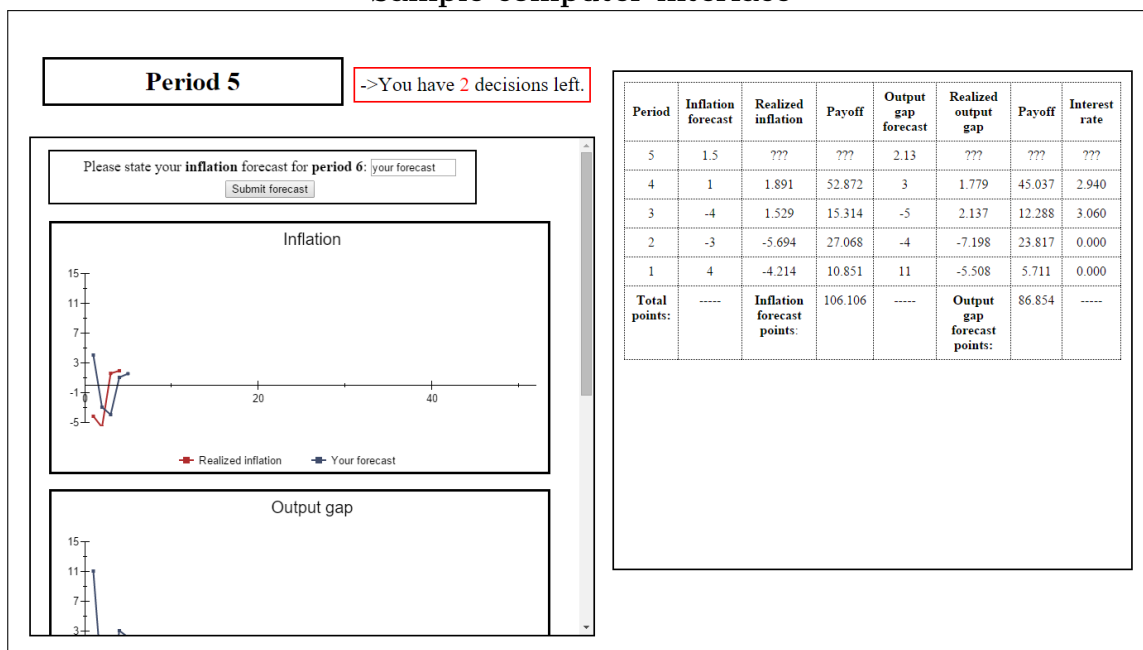 Sample computer interface
Period 5
->You have 2 decisions left.
Please state your inflation forecast for period 6: your forecast
Submit forecast
Inflation
15
11
7
3
-1
-5
0
20
40
Realized inflation Your forecast
Output gap
15
11
7
3
Period Inflation forecast Realized inflation Payoff Output gap forecast Realized output gap Payoff Interest rate
5 1.5 ??? ??? 2.13 ??? ??? ???
4 1 1.891 52.872 3 1.779 45.037 2.940
3 -4 1.529 15.314 -5 2.137 12.288 3.060
2 -3 -5.694 27.068 -4 -7.198 23.817 0.000
1 4 -4.214 10.851 11 -5.508 5.711 0.000
Total points: ----- Inflation forecast points: 106.106 ----- Output gap forecast points: 86.854 -----